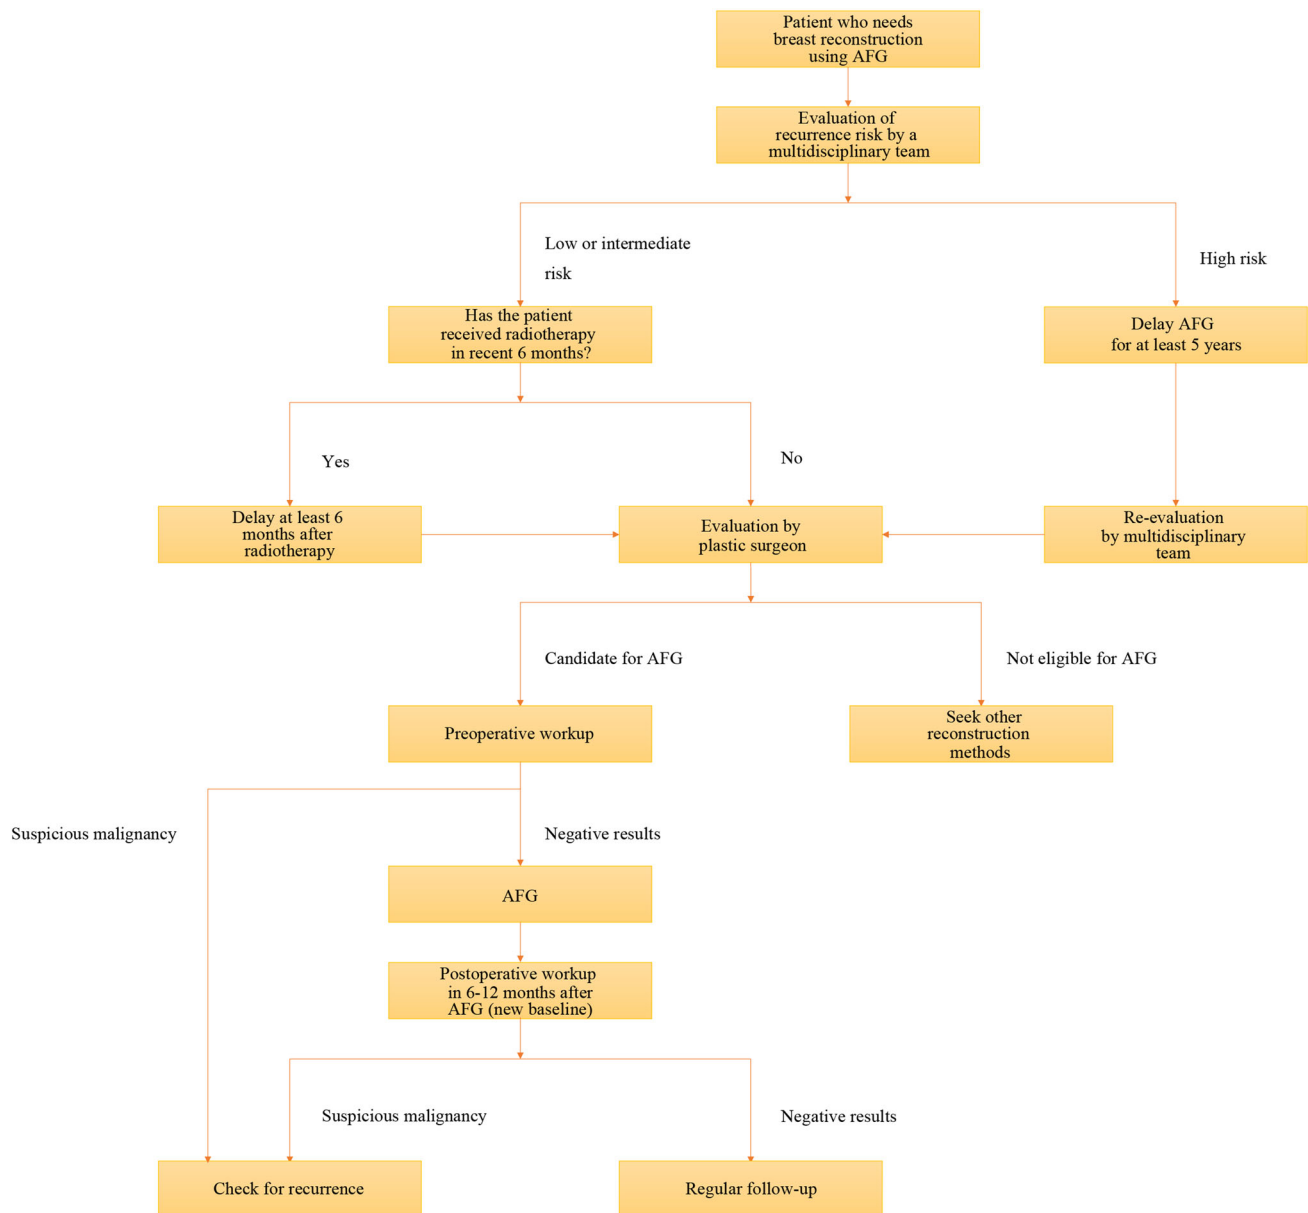 Patient who needs
breast reconstruction
using AFG
Evaluation of
recurrence risk by a
multidisciplinary team
Low or intermediate
risk
High risk
Has the patient
received radiotherapy
in recent 6 months?
Delay AFG
for at least 5 years
Yes
No
Delay at least 6
months after
radiotherapy
Evaluation by
plastic surgeon
Re-evaluation
by multidisciplinary
team
Candidate for AFG
Not eligible for AFG
Preoperative workup
Seek other
reconstruction
methods
Suspicious malignancy
Negative results
AFG
Postoperative workup
in 6-12 months after
AFG (new baseline)
Suspicious malignancy
Negative results
Check for recurrence
Regular follow-up